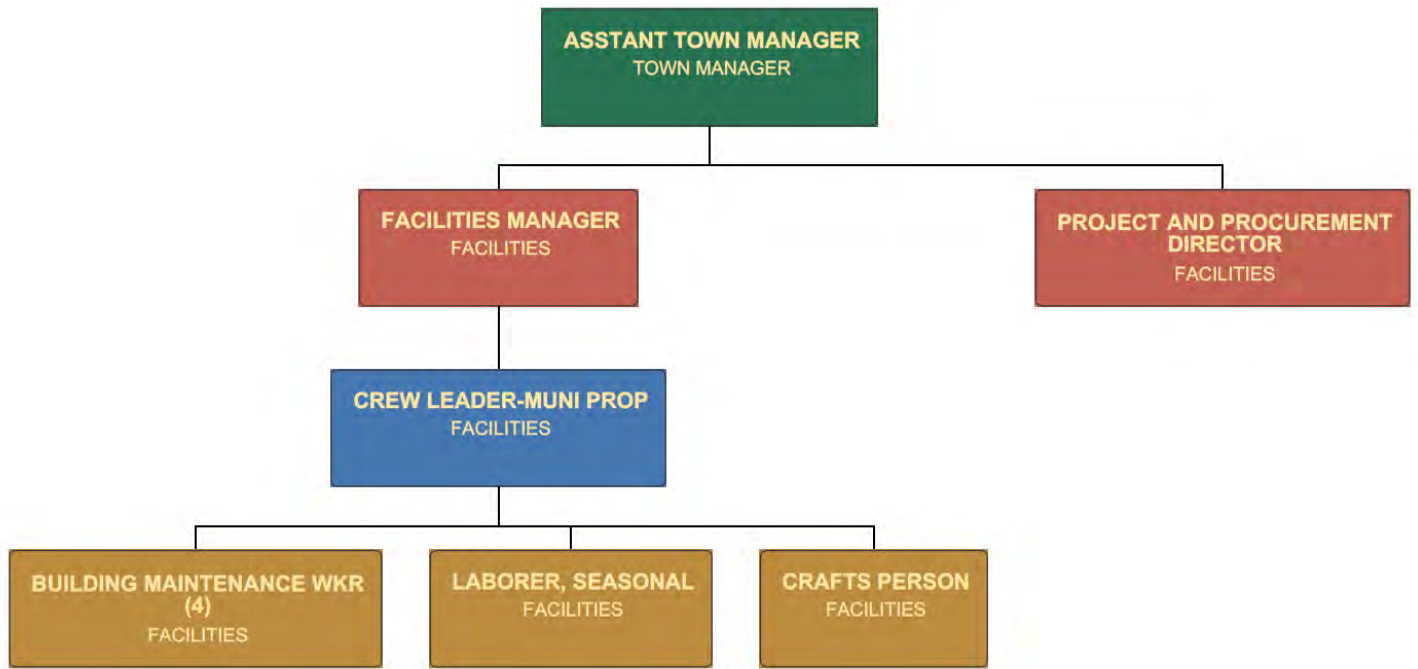 ASSTANT TOWN MANAGER
TOWN MANAGER
FACILITIES MANAGER
FACILITIES
PROJECT AND PROCUREMENT
DIRECTOR
FACILITIES
CREW LEADER-MUNI PROP
FACILITIES
BUILDING MAINTENANCE WKR
(4)
FACILITIES
LABORER, SEASONAL
FACILITIES
CRAFTS PERSON
FACILITIES